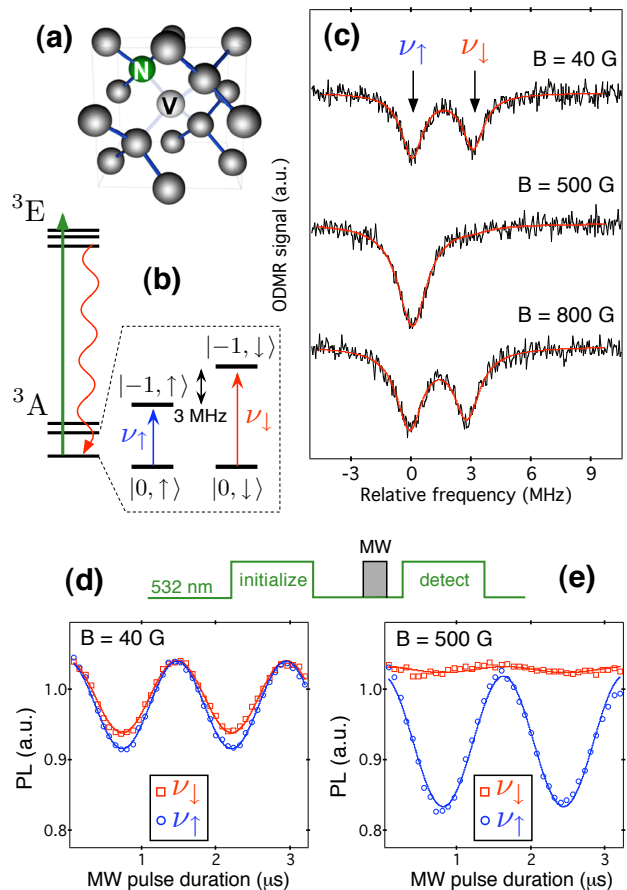 (a)
N
V
(b)
³E
³A
|−1, ↑⟩
|−1, ↓⟩
3 MHz
ν↑
ν↓
|0, ↑⟩
|0, ↓⟩
(c)
ν↑
ν↓
B = 40 G
B = 500 G
B = 800 G
ODMR signal (a.u.)
-3 0 3 6 9
Relative frequency (MHz)
MW
532 nm
initialize
detect
(d)
B = 40 G
1.0
0.9
0.8
PL (a.u.)
ν↓
ν↑
1 2 3
MW pulse duration (μs)
(e)
B = 500 G
1.0
0.9
0.8
PL (a.u.)
ν↓
ν↑
1 2 3
MW pulse duration (μs)